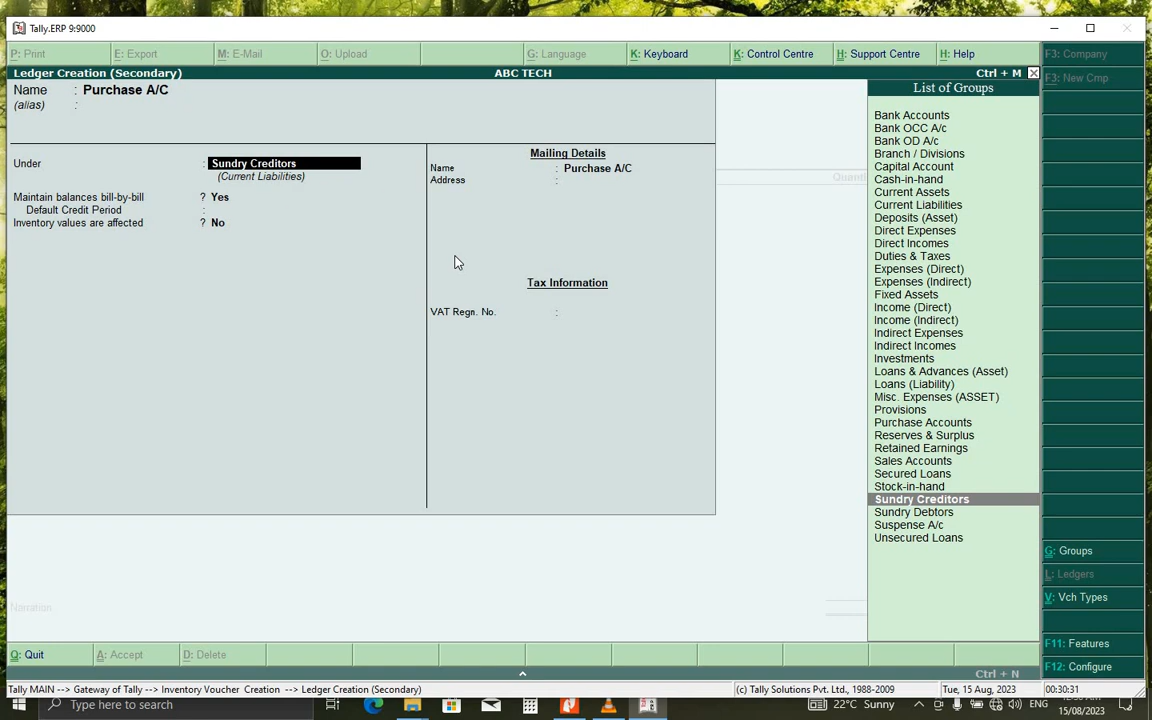 Tally.ERP 9:9000
P: Print E: Export M: E-Mail O: Upload G: Language K: Keyboard K: Control Centre H: Support Centre H: Help F3: Company
Ledger Creation (Secondary) ABC TECH Ctrl + M
F3: New Cmp
Name : Purchase A/C
(alias) :
Under : Sundry Creditors
(Current Liabilities)
Maintain balances bill-by-bill ? Yes
Default Credit Period :
Inventory values are affected ? No
Mailing Details
Name : Purchase A/C
Address :
Tax Information
VAT Regn. No. :
Quanti
Narration
List of Groups
Bank Accounts
Bank OCC A/c
Bank OD A/c
Branch / Divisions
Capital Account
Cash-in-hand
Current Assets
Current Liabilities
Deposits (Asset)
Direct Expenses
Direct Incomes
Duties & Taxes
Expenses (Direct)
Expenses (Indirect)
Fixed Assets
Income (Direct)
Income (Indirect)
Indirect Expenses
Indirect Incomes
Investments
Loans & Advances (Asset)
Loans (Liability)
Misc. Expenses (ASSET)
Provisions
Purchase Accounts
Reserves & Surplus
Retained Earnings
Sales Accounts
Secured Loans
Stock-in-hand
Sundry Creditors
Sundry Debtors
Suspense A/c
Unsecured Loans
G: Groups
L: Ledgers
V: Vch Types
F11: Features
F12: Configure
Q: Quit A: Accept D: Delete
Ctrl + N
Tally MAIN --> Gateway of Tally --> Inventory Voucher Creation --> Ledger Creation (Secondary) (c) Tally Solutions Pvt. Ltd., 1988-2009 Tue, 15 Aug, 2023 00:30:31
Type here to search 22°C Sunny ENG
15/08/2023